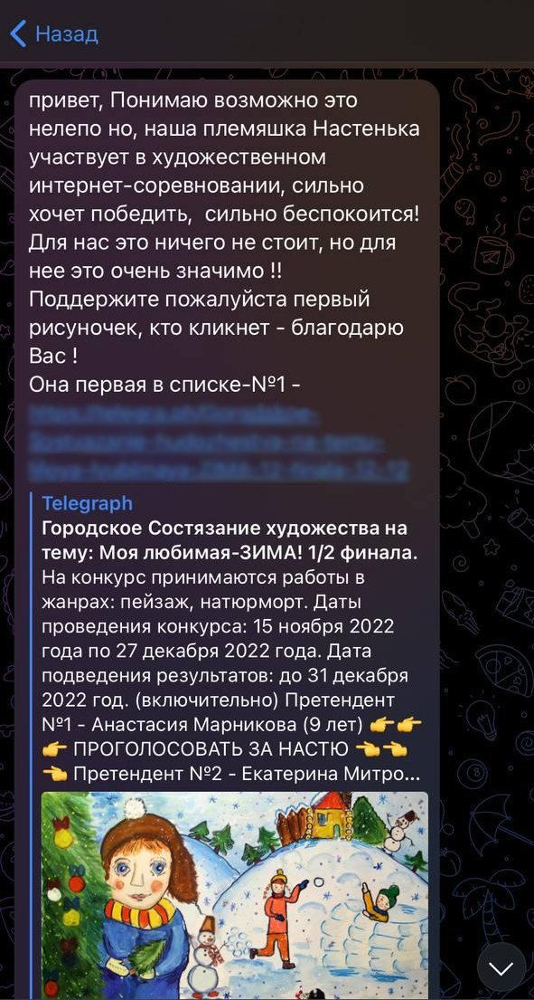 Назад
привет, Понимаю возможно это
нелепо но, наша племяшка Настенька
участвует в художественном
интернет-соревновании, сильно
хочет победить,  сильно беспокоится!
Для нас это ничего не стоит, но для
нее это очень значимо !!
Поддержите пожалуйста первый
рисуночек, кто кликнет - благодарю
Вас !
Она первая в списке-№1 -
Telegraph
Городское Состязание художества на
тему: Моя любимая-ЗИМА! 1/2 финала.
На конкурс принимаются работы в
жанрах: пейзаж, натюрморт. Даты
проведения конкурса: 15 ноября 2022
года по 27 декабря 2022 года. Дата
подведения результатов: до 31 декабря
2022 год. (включительно) Претендент
№1 - Анастасия Марникова (9 лет) 👉👉
👉 ПРОГОЛОСОВАТЬ ЗА НАСТЮ 👈👈
👈 Претендент №2 - Екатерина Митро...